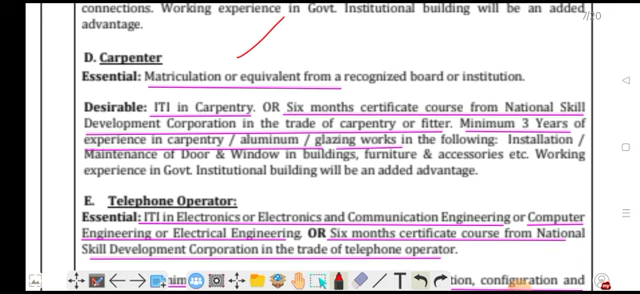 connections. Working experience in Govt. Institutional building will be an added
advantage.
7/20
D. Carpenter
Essential: Matriculation or equivalent from a recognized board or institution.
Desirable: ITI in Carpentry. OR Six months certificate course from National Skill
Development Corporation in the trade of carpentry or fitter. Minimum 3 Years of
experience in carpentry / aluminum / glazing works in the following: Installation /
Maintenance of Door & Window in buildings, furniture & accessories etc. Working
experience in Govt. Institutional building will be an added advantage.
E. Telephone Operator:
Essential: ITI in Electronics or Electronics and Communication Engineering or Computer
Engineering or Electrical Engineering. OR Six months certificate course from National
Skill Development Corporation in the trade of telephone operator.
configuration and